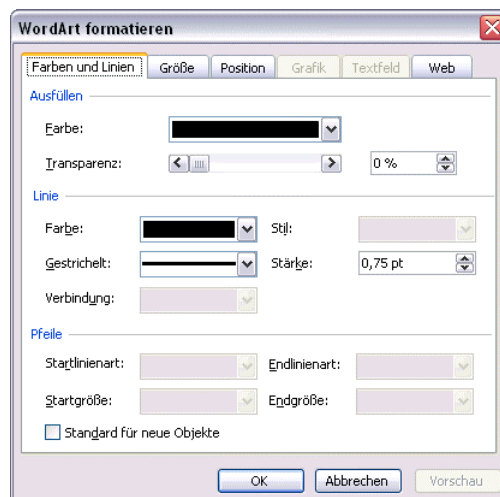 WordArt formatieren
Farben und Linien Größe Position Grafik Textfeld Web
Ausfüllen
Farbe:
Transparenz: 0 %
Linie
Farbe: Stil:
Gestrichelt: Stärke: 0,75 pt
Verbindung:
Pfeile
Startlinienart: Endlinienart:
Startgröße: Endgröße:
Standard für neue Objekte
OK Abbrechen Vorschau